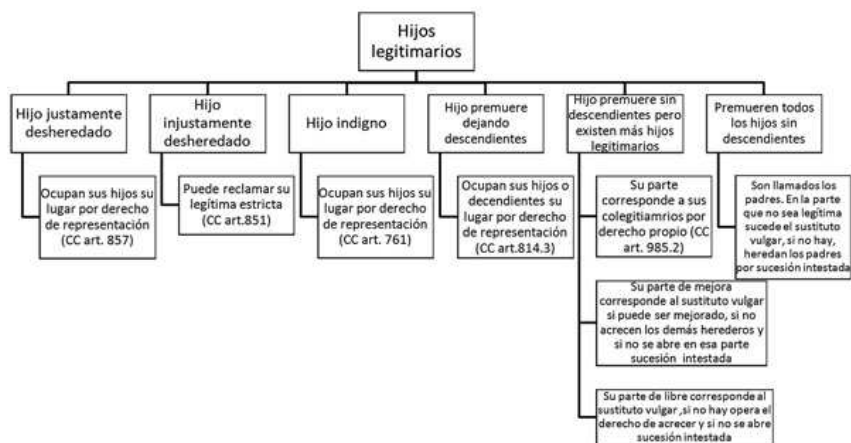 Hijos
legitimarios
Hijo justamente
desheredado
Ocupan sus hijos su
lugar por derecho
de representación
(CC art. 857)
Hijo
injustamente
desheredado
Puede reclamar su
legítima estricta
(CC art.851)
Hijo indigno
Ocupan sus hijos su
lugar por derecho
de representación
(CC art. 761)
Hijo premuere
dejando
descendientes
Ocupan sus hijos o
decendientes su
lugar por derecho
de representación
(CC art.814.3)
Hijo premuere sin
descendientes pero
existen más hijos
legitimarios
Su parte
corresponde a sus
colegitiamrios por
derecho propio (CC
art. 985.2)
Su parte de mejora
corresponde al sustituto vulgar
si puede ser mejorado, si no
acrecen los demás herederos y
si no se abre en esa parte
sucesión intestada
Su parte de libre corresponde al
sustituto vulgar ,si no hay opera el
derecho de acrecer y si no se abre
sucesión intestada
Premueren todos
los hijos sin
descendientes
Son llamados los
padres. En la parte
que no sea legítima
sucede el sustituto
vulgar, si no hay,
heredan los padres
por sucesión intestada